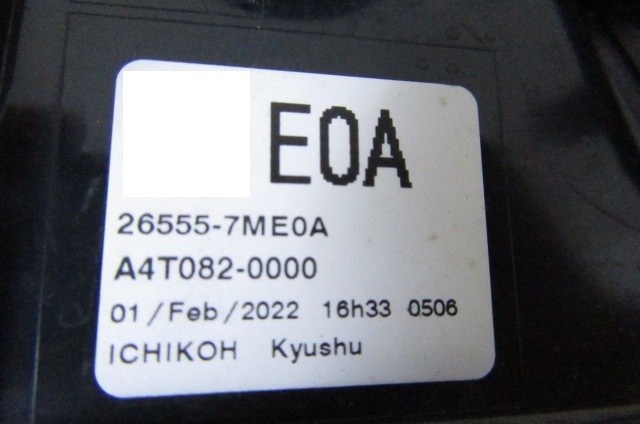 E0A
26555-7ME0A
A4T082-0000
01/Feb/2022 16h33 0506
ICHIKOH Kyushu